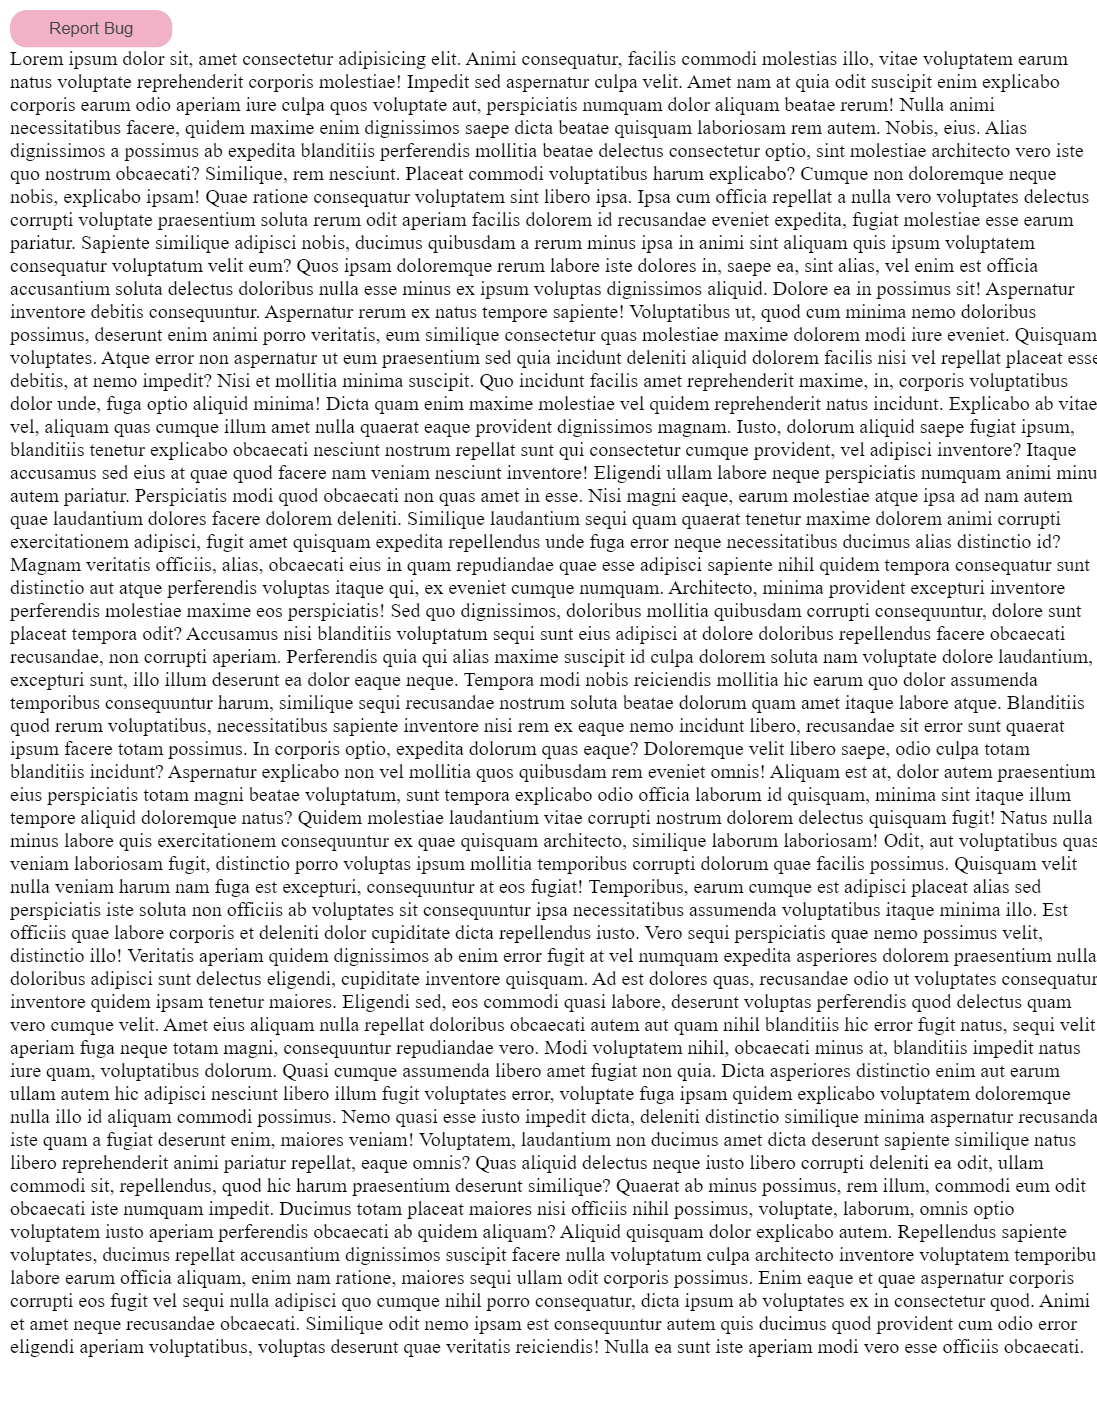 Report Bug
Lorem ipsum dolor sit, amet consectetur adipisicing elit. Animi consequatur, facilis commodi molestias illo, vitae voluptatem earum
natus voluptate reprehenderit corporis molestiae! Impedit sed aspernatur culpa velit. Amet nam at quia odit suscipit enim explicabo
corporis earum odio aperiam iure culpa quos voluptate aut, perspiciatis numquam dolor aliquam beatae rerum! Nulla animi
necessitatibus facere, quidem maxime enim dignissimos saepe dicta beatae quisquam laboriosam rem autem. Nobis, eius. Alias
dignissimos a possimus ab expedita blanditiis perferendis mollitia beatae delectus consectetur optio, sint molestiae architecto vero iste
quo nostrum obcaecati? Similique, rem nesciunt. Placeat commodi voluptatibus harum explicabo? Cumque non doloremque neque
nobis, explicabo ipsam! Quae ratione consequatur voluptatem sint libero ipsa. Ipsa cum officia repellat a nulla vero voluptates delectus
corrupti voluptate praesentium soluta rerum odit aperiam facilis dolorem id recusandae eveniet expedita, fugiat molestiae esse earum
pariatur. Sapiente similique adipisci nobis, ducimus quibusdam a rerum minus ipsa in animi sint aliquam quis ipsum voluptatem
consequatur voluptatum velit eum? Quos ipsam doloremque rerum labore iste dolores in, saepe ea, sint alias, vel enim est officia
accusantium soluta delectus doloribus nulla esse minus ex ipsum voluptas dignissimos aliquid. Dolore ea in possimus sit! Aspernatur
inventore debitis consequuntur. Aspernatur rerum ex natus tempore sapiente! Voluptatibus ut, quod cum minima nemo doloribus
possimus, deserunt enim animi porro veritatis, eum similique consectetur quas molestiae maxime dolorem modi iure eveniet. Quisquam
voluptates. Atque error non aspernatur ut eum praesentium sed quia incidunt deleniti aliquid dolorem facilis nisi vel repellat placeat esse
debitis, at nemo impedit? Nisi et mollitia minima suscipit. Quo incidunt facilis amet reprehenderit maxime, in, corporis voluptatibus
dolor unde, fuga optio aliquid minima! Dicta quam enim maxime molestiae vel quidem reprehenderit natus incidunt. Explicabo ab vitae
vel, aliquam quas cumque illum amet nulla quaerat eaque provident dignissimos magnam. Iusto, dolorum aliquid saepe fugiat ipsum,
blanditiis tenetur explicabo obcaecati nesciunt nostrum repellat sunt qui consectetur cumque provident, vel adipisci inventore? Itaque
accusamus sed eius at quae quod facere nam veniam nesciunt inventore! Eligendi ullam labore neque perspiciatis numquam animi minu
autem pariatur. Perspiciatis modi quod obcaecati non quas amet in esse. Nisi magni eaque, earum molestiae atque ipsa ad nam autem
quae laudantium dolores facere dolorem deleniti. Similique laudantium sequi quam quaerat tenetur maxime dolorem animi corrupti
exercitationem adipisci, fugit amet quisquam expedita repellendus unde fuga error neque necessitatibus ducimus alias distinctio id?
Magnam veritatis officiis, alias, obcaecati eius in quam repudiandae quae esse adipisci sapiente nihil quidem tempora consequatur sunt
distinctio aut atque perferendis voluptas itaque qui, ex eveniet cumque numquam. Architecto, minima provident excepturi inventore
perferendis molestiae maxime eos perspiciatis! Sed quo dignissimos, doloribus mollitia quibusdam corrupti consequuntur, dolore sunt
placeat tempora odit? Accusamus nisi blanditiis voluptatum sequi sunt eius adipisci at dolore doloribus repellendus facere obcaecati
recusandae, non corrupti aperiam. Perferendis quia qui alias maxime suscipit id culpa dolorem soluta nam voluptate dolore laudantium,
excepturi sunt, illo illum deserunt ea dolor eaque neque. Tempora modi nobis reiciendis mollitia hic earum quo dolor assumenda
temporibus consequuntur harum, similique sequi recusandae nostrum soluta beatae dolorum quam amet itaque labore atque. Blanditiis
quod rerum voluptatibus, necessitatibus sapiente inventore nisi rem ex eaque nemo incidunt libero, recusandae sit error sunt quaerat
ipsum facere totam possimus. In corporis optio, expedita dolorum quas eaque? Doloremque velit libero saepe, odio culpa totam
blanditiis incidunt? Aspernatur explicabo non vel mollitia quos quibusdam rem eveniet omnis! Aliquam est at, dolor autem praesentium
eius perspiciatis totam magni beatae voluptatum, sunt tempora explicabo odio officia laborum id quisquam, minima sint itaque illum
tempore aliquid doloremque natus? Quidem molestiae laudantium vitae corrupti nostrum dolorem delectus quisquam fugit! Natus nulla
minus labore quis exercitationem consequuntur ex quae quisquam architecto, similique laborum laboriosam! Odit, aut voluptatibus quas
veniam laboriosam fugit, distinctio porro voluptas ipsum mollitia temporibus corrupti dolorum quae facilis possimus. Quisquam velit
nulla veniam harum nam fuga est excepturi, consequuntur at eos fugiat! Temporibus, earum cumque est adipisci placeat alias sed
perspiciatis iste soluta non officiis ab voluptates sit consequuntur ipsa necessitatibus assumenda voluptatibus itaque minima illo. Est
officiis quae labore corporis et deleniti dolor cupiditate dicta repellendus iusto. Vero sequi perspiciatis quae nemo possimus velit,
distinctio illo! Veritatis aperiam quidem dignissimos ab enim error fugit at vel numquam expedita asperiores dolorem praesentium nulla
doloribus adipisci sunt delectus eligendi, cupiditate inventore quisquam. Ad est dolores quas, recusandae odio ut voluptates consequatur
inventore quidem ipsam tenetur maiores. Eligendi sed, eos commodi quasi labore, deserunt voluptas perferendis quod delectus quam
vero cumque velit. Amet eius aliquam nulla repellat doloribus obcaecati autem aut quam nihil blanditiis hic error fugit natus, sequi velit
aperiam fuga neque totam magni, consequuntur repudiandae vero. Modi voluptatem nihil, obcaecati minus at, blanditiis impedit natus
iure quam, voluptatibus dolorum. Quasi cumque assumenda libero amet fugiat non quia. Dicta asperiores distinctio enim aut earum
ullam autem hic adipisci nesciunt libero illum fugit voluptates error, voluptate fuga ipsam quidem explicabo voluptatem doloremque
nulla illo id aliquam commodi possimus. Nemo quasi esse iusto impedit dicta, deleniti distinctio similique minima aspernatur recusanda
iste quam a fugiat deserunt enim, maiores veniam! Voluptatem, laudantium non ducimus amet dicta deserunt sapiente similique natus
libero reprehenderit animi pariatur repellat, eaque omnis? Quas aliquid delectus neque iusto libero corrupti deleniti ea odit, ullam
commodi sit, repellendus, quod hic harum praesentium deserunt similique? Quaerat ab minus possimus, rem illum, commodi eum odit
obcaecati iste numquam impedit. Ducimus totam placeat maiores nisi officiis nihil possimus, voluptate, laborum, omnis optio
voluptatem iusto aperiam perferendis obcaecati ab quidem aliquam? Aliquid quisquam dolor explicabo autem. Repellendus sapiente
voluptates, ducimus repellat accusantium dignissimos suscipit facere nulla voluptatum culpa architecto inventore voluptatem temporibu
labore earum officia aliquam, enim nam ratione, maiores sequi ullam odit corporis possimus. Enim eaque et quae aspernatur corporis
corrupti eos fugit vel sequi nulla adipisci quo cumque nihil porro consequatur, dicta ipsum ab voluptates ex in consectetur quod. Animi
et amet neque recusandae obcaecati. Similique odit nemo ipsam est consequuntur autem quis ducimus quod provident cum odio error
eligendi aperiam voluptatibus, voluptas deserunt quae veritatis reiciendis! Nulla ea sunt iste aperiam modi vero esse officiis obcaecati.